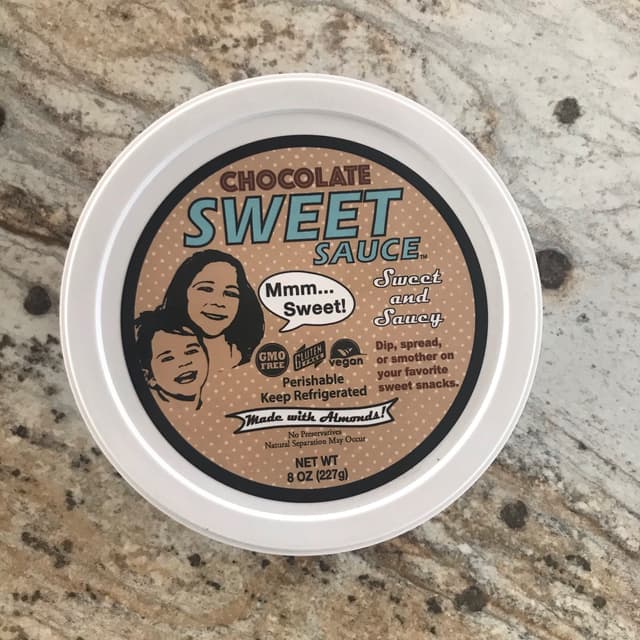 CHOCOLATE
SWEET
SAUCE™
Mmm...
Sweet!
Sweet
and
Saucy
GMO
FREE
GLUTEN
FREE
vegan
Dip, spread,
or smother on
your favorite
sweet snacks.
Perishable
Keep Refrigerated
Made with Almonds!
No Preservatives
Natural Separation May Occur
NET WT
8 OZ (227g)